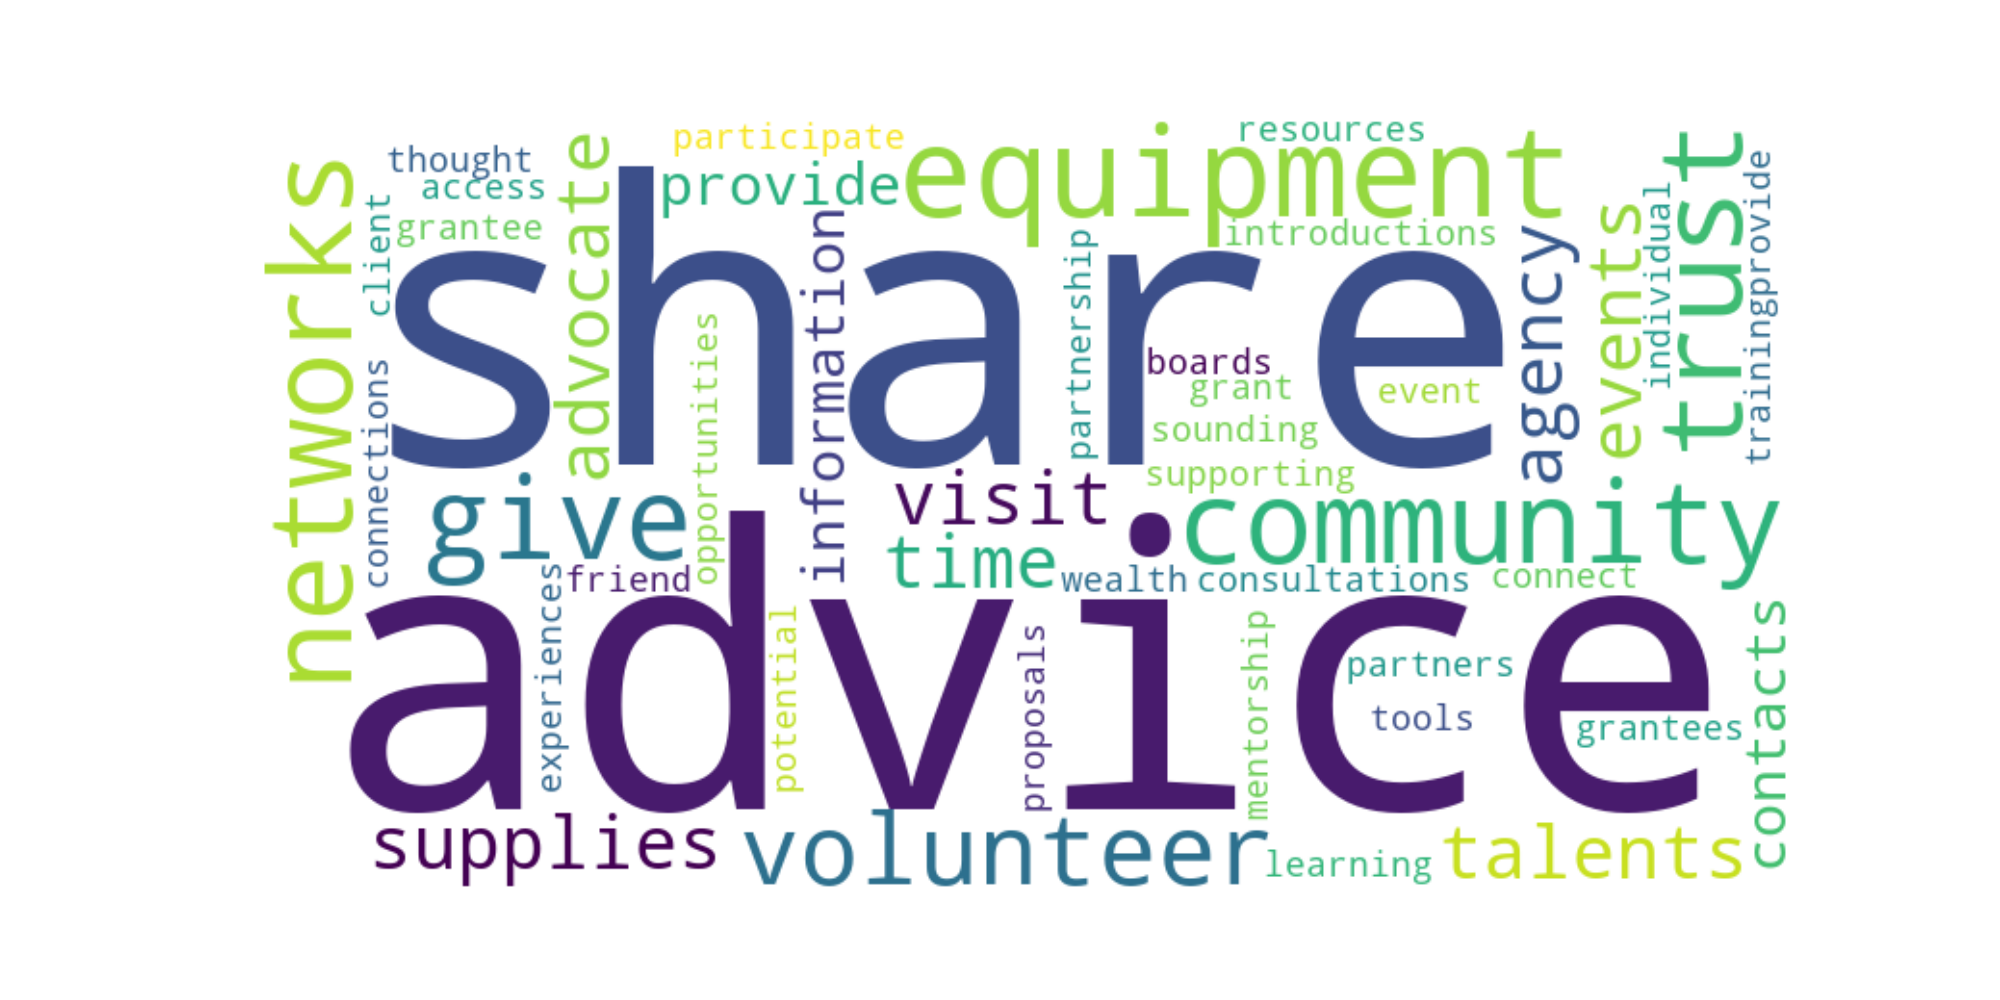 participate
resources
thought
equipment
access
provide
grantee
introductions
networks
client
advocate
share
information
partnership
agency
events
individual
trust
trainingprovide
connections
opportunities
boards
grant
event
sounding
supporting
give
visit
community
time
friend
wealth
consultations
connect
advice
experiences
potential
proposals
mentorship
partners
tools
grantees
contacts
supplies
volunteer
learning
talents